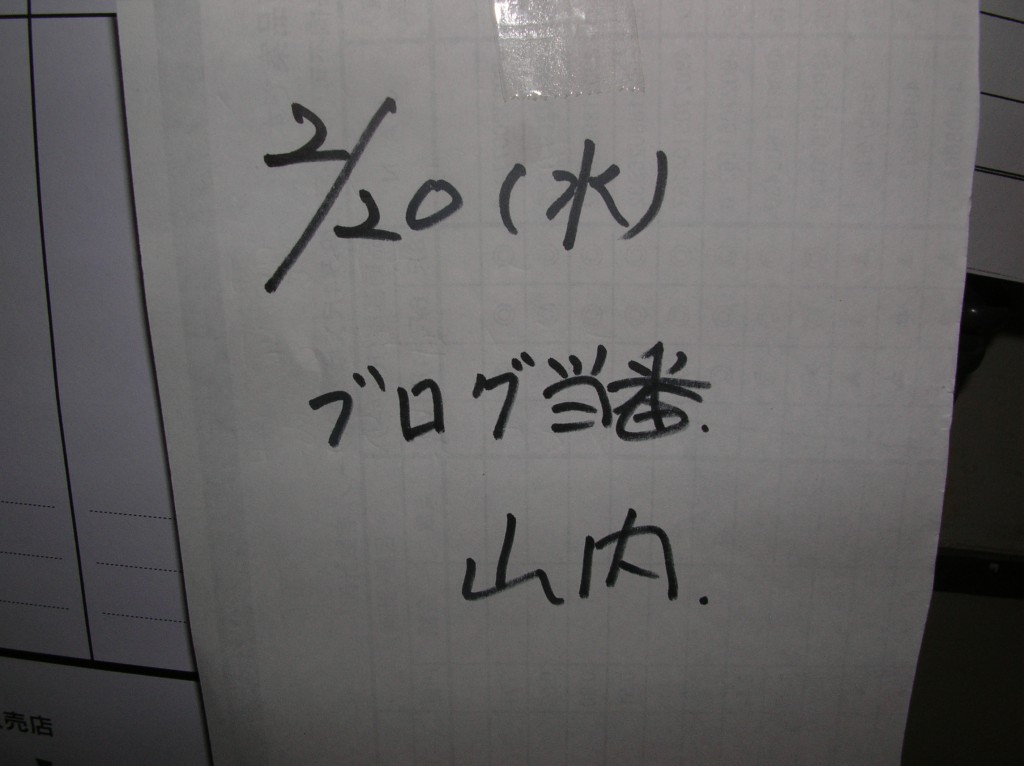 2/20(水)
ブログ当番.
山内.
売店